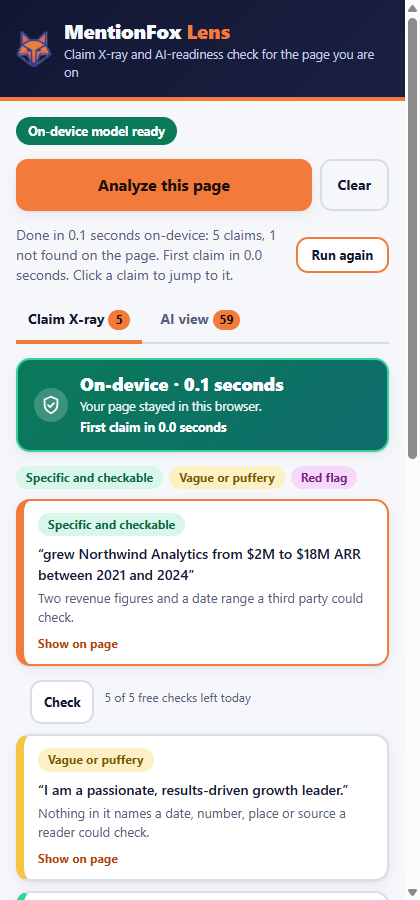 MentionFox Lens
Claim X-ray and AI-readiness check for the page you are
on
On-device model ready
Analyze this page
Clear
Done in 0.1 seconds on-device: 5 claims, 1
not found on the page. First claim in 0.0
seconds. Click a claim to jump to it.
Run again
Claim X-ray 5
AI view 59
On-device · 0.1 seconds
Your page stayed in this browser.
First claim in 0.0 seconds
Specific and checkable
Vague or puffery
Red flag
Specific and checkable
“grew Northwind Analytics from $2M to $18M ARR
between 2021 and 2024”
Two revenue figures and a date range a third party could
check.
Show on page
Check
5 of 5 free checks left today
Vague or puffery
“I am a passionate, results-driven growth leader.”
Nothing in it names a date, number, place or source a
reader could check.
Show on page